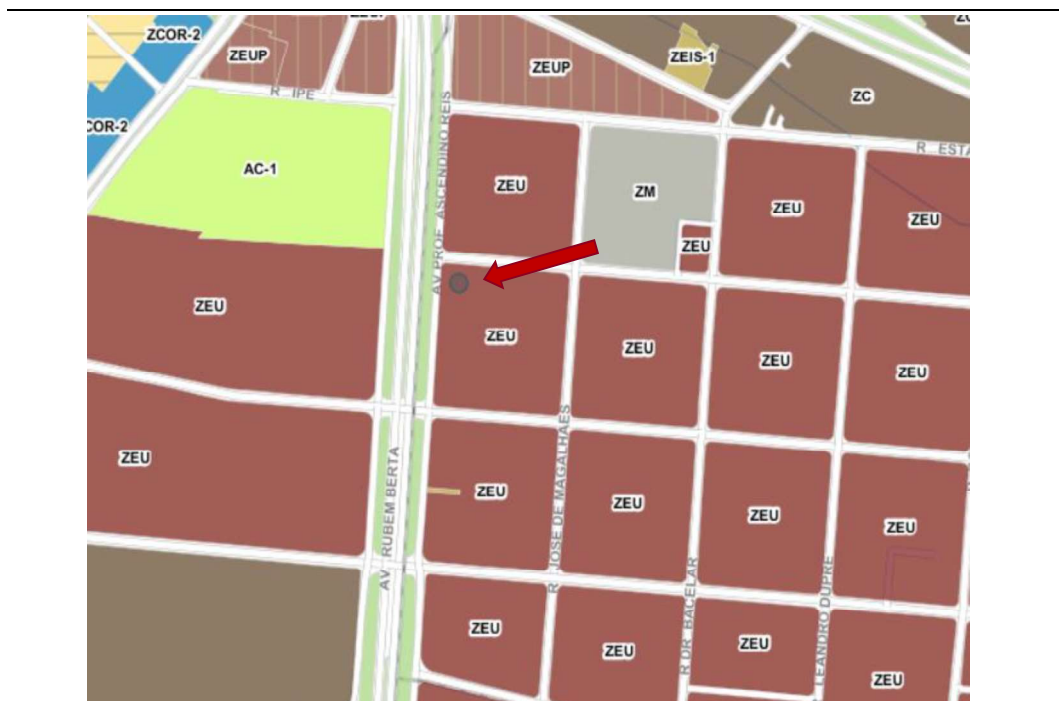 ZCOR-2
ZEUP
ZEUP
ZEIS-1
ZC
R IPE
COR-2
R ESTA
AV PROF ASCENDINO REIS
AC-1
ZEU
ZM
ZEU
ZEU
ZEU
ZEU
ZEU
ZEU
ZEU
ZEU
ZEU
ZEU
AV RUBEM BERTA
ZEU
R JOSE DE MAGALHAES
ZEU
ZEU
ZEU
R DR BACELAR
LEANDRO DUPRE
ZEU
ZEU
ZEU
ZEU